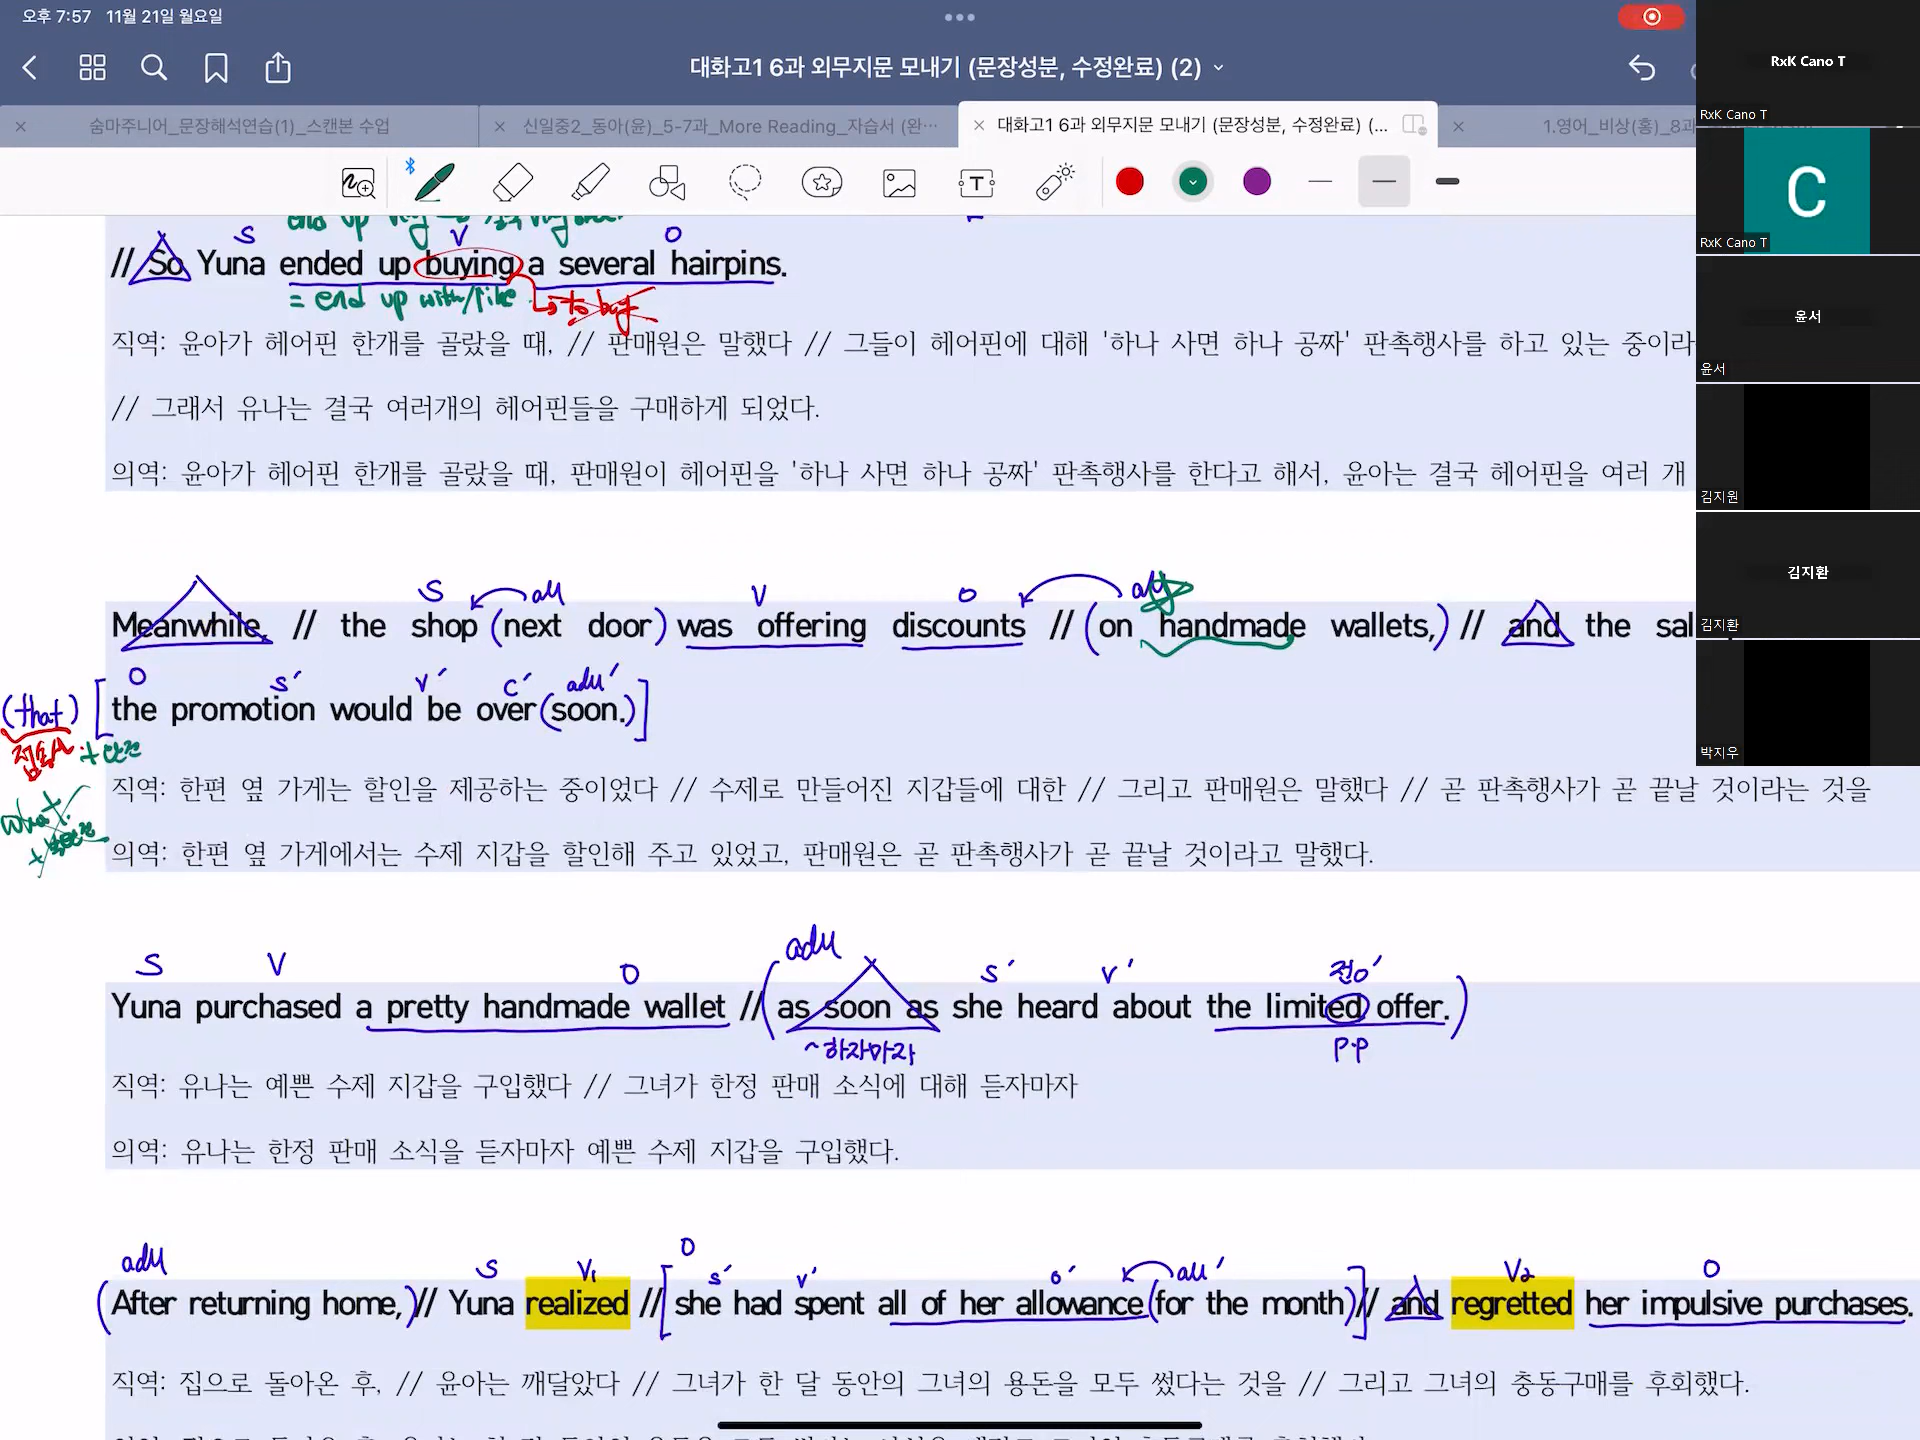 오후 7:57 11월 21일 월요일
대화고1 6과 외무지문 모내기 (문장성분, 수정완료) (2)
숨마주니어_문장해석연습(1)_스캔본 수업
신일중2_동아(윤)_5-7과_More Reading_자습서 (완…
대화고1 6과 외무지문 모내기 (문장성분, 수정완료) (…
1.영어_비상(홍)_8과
RxK Cano T
RxK Cano T
C
RxK Cano T
윤서
윤서
김지원
김지환
김지환
박지우
end up
S V O
// So Yuna ended up buying a several hairpins.
= end up with/like to buy
직역: 윤아가 헤어핀 한개를 골랐을 때, // 판매원은 말했다 // 그들이 헤어핀에 대해 '하나 사면 하나 공짜' 판촉행사를 하고 있는 중이라
// 그래서 유나는 결국 여러개의 헤어핀들을 구매하게 되었다.
의역: 윤아가 헤어핀 한개를 골랐을 때, 판매원이 헤어핀을 '하나 사면 하나 공짜' 판촉행사를 한다고 해서, 윤아는 결국 헤어핀을 여러 개
S adj V O
Meanwhile, // the shop (next door) was offering discounts // (on handmade wallets,) // and the sal
O S' V' C' adv'
(that) [the promotion would be over (soon.)]
접속사 + 완전
직역: 한편 옆 가게는 할인을 제공하는 중이었다 // 수제로 만들어진 지갑들에 대한 // 그리고 판매원은 말했다 // 곧 판촉행사가 곧 끝날 것이라는 것을
what
의역: 한편 옆 가게에서는 수제 지갑을 할인해 주고 있었고, 판매원은 곧 판촉행사가 곧 끝날 것이라고 말했다.
S V O adv S' V' 전O'
Yuna purchased a pretty handmade wallet // (as soon as she heard about the limited offer.)
~하자마자 P.P
직역: 유나는 예쁜 수제 지갑을 구입했다 // 그녀가 한정 판매 소식에 대해 듣자마자
의역: 유나는 한정 판매 소식을 듣자마자 예쁜 수제 지갑을 구입했다.
adv S V1 O S' V' O' adj' V2 O
(After returning home,) // Yuna realized // [she had spent all of her allowance (for the month)] // and regretted her impulsive purchases.
직역: 집으로 돌아온 후, // 윤아는 깨달았다 // 그녀가 한 달 동안의 그녀의 용돈을 모두 썼다는 것을 // 그리고 그녀의 충동구매를 후회했다.